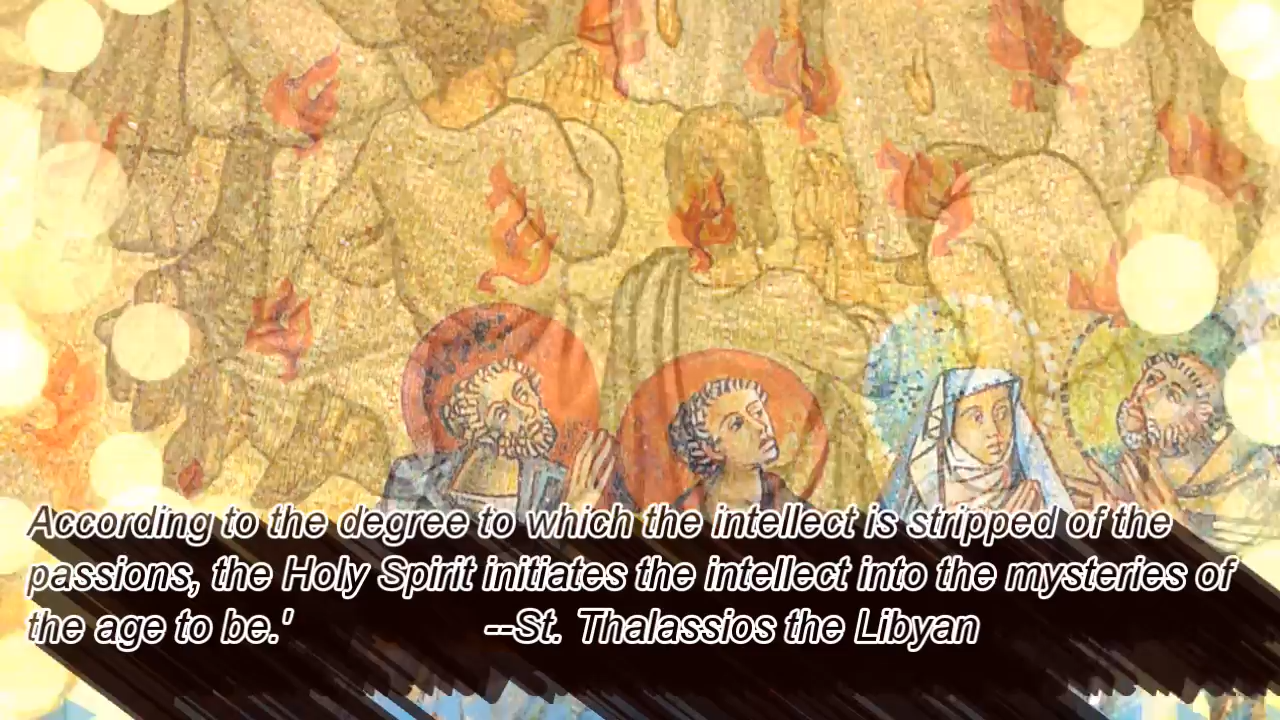 According to the degree to which the intellect is stripped of the
passions, the Holy Spirit initiates the intellect into the mysteries of
the age to be.' --St. Thalassios the Libyan